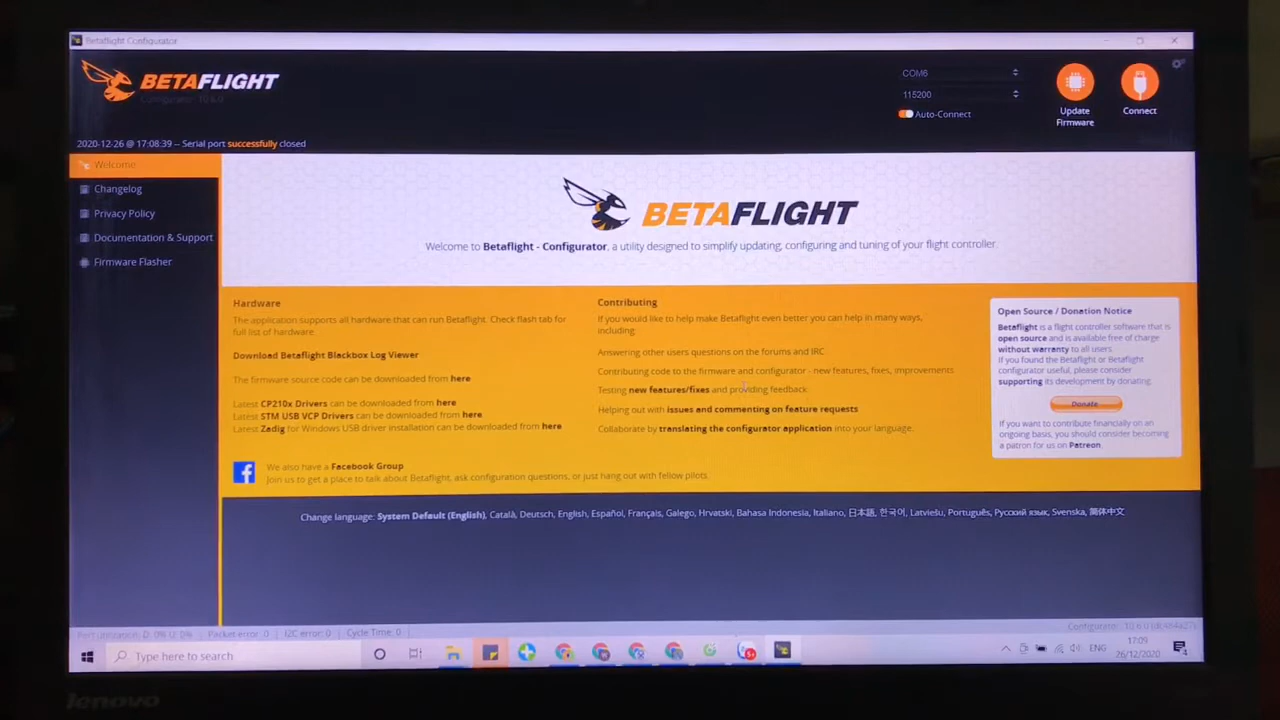 Betaflight Configurator
BETAFLIGHT
Configurator 10.6.0
COM6
115200
Auto-Connect
Update
Firmware
Connect
2020-12-26 @ 17:08:39 -- Serial port successfully closed
Welcome
Changelog
Privacy Policy
Documentation & Support
Firmware Flasher
BETAFLIGHT
Welcome to Betaflight - Configurator, a utility designed to simplify updating, configuring and tuning of your flight controller.
Hardware
The application supports all hardware that can run Betaflight. Check flash tab for
full list of hardware.
Download Betaflight Blackbox Log Viewer
The firmware source code can be downloaded from here
Latest CP210x Drivers can be downloaded from here
Latest STM USB VCP Drivers can be downloaded from here
Latest Zadig for Windows USB driver installation can be downloaded from here
We also have a Facebook Group
Join us to get a place to talk about Betaflight, ask configuration questions, or just hang out with fellow pilots.
Contributing
If you would like to help make Betaflight even better you can help in many ways,
including:
Answering other users questions on the forums and IRC
Contributing code to the firmware and configurator - new features, fixes, improvements
Testing new features/fixes and providing feedback.
Helping out with issues and commenting on feature requests
Collaborate by translating the configurator application into your language.
Open Source / Donation Notice
Betaflight is a flight controller software that is
open source and is available free of charge
without warranty to all users.
If you found the Betaflight or Betaflight
configurator useful, please consider
supporting its development by donating.
Donate
If you want to contribute financially on an
ongoing basis, you should consider becoming
a patron for us on Patreon.
Change language: System Default (English), Català, Deutsch, English, Español, Français, Galego, Hrvatski, Bahasa Indonesia, Italiano, 日本語, 한국어, Latviešu, Português, Русский язык, Svenska, 简体中文
Port utilization: D: 0% U: 0%
Packet error: 0
I2C error: 0
Cycle Time: 0
Configurator: 10.6.0
Type here to search
5+
ENG
17:09
26/12/2020
4
lenovo